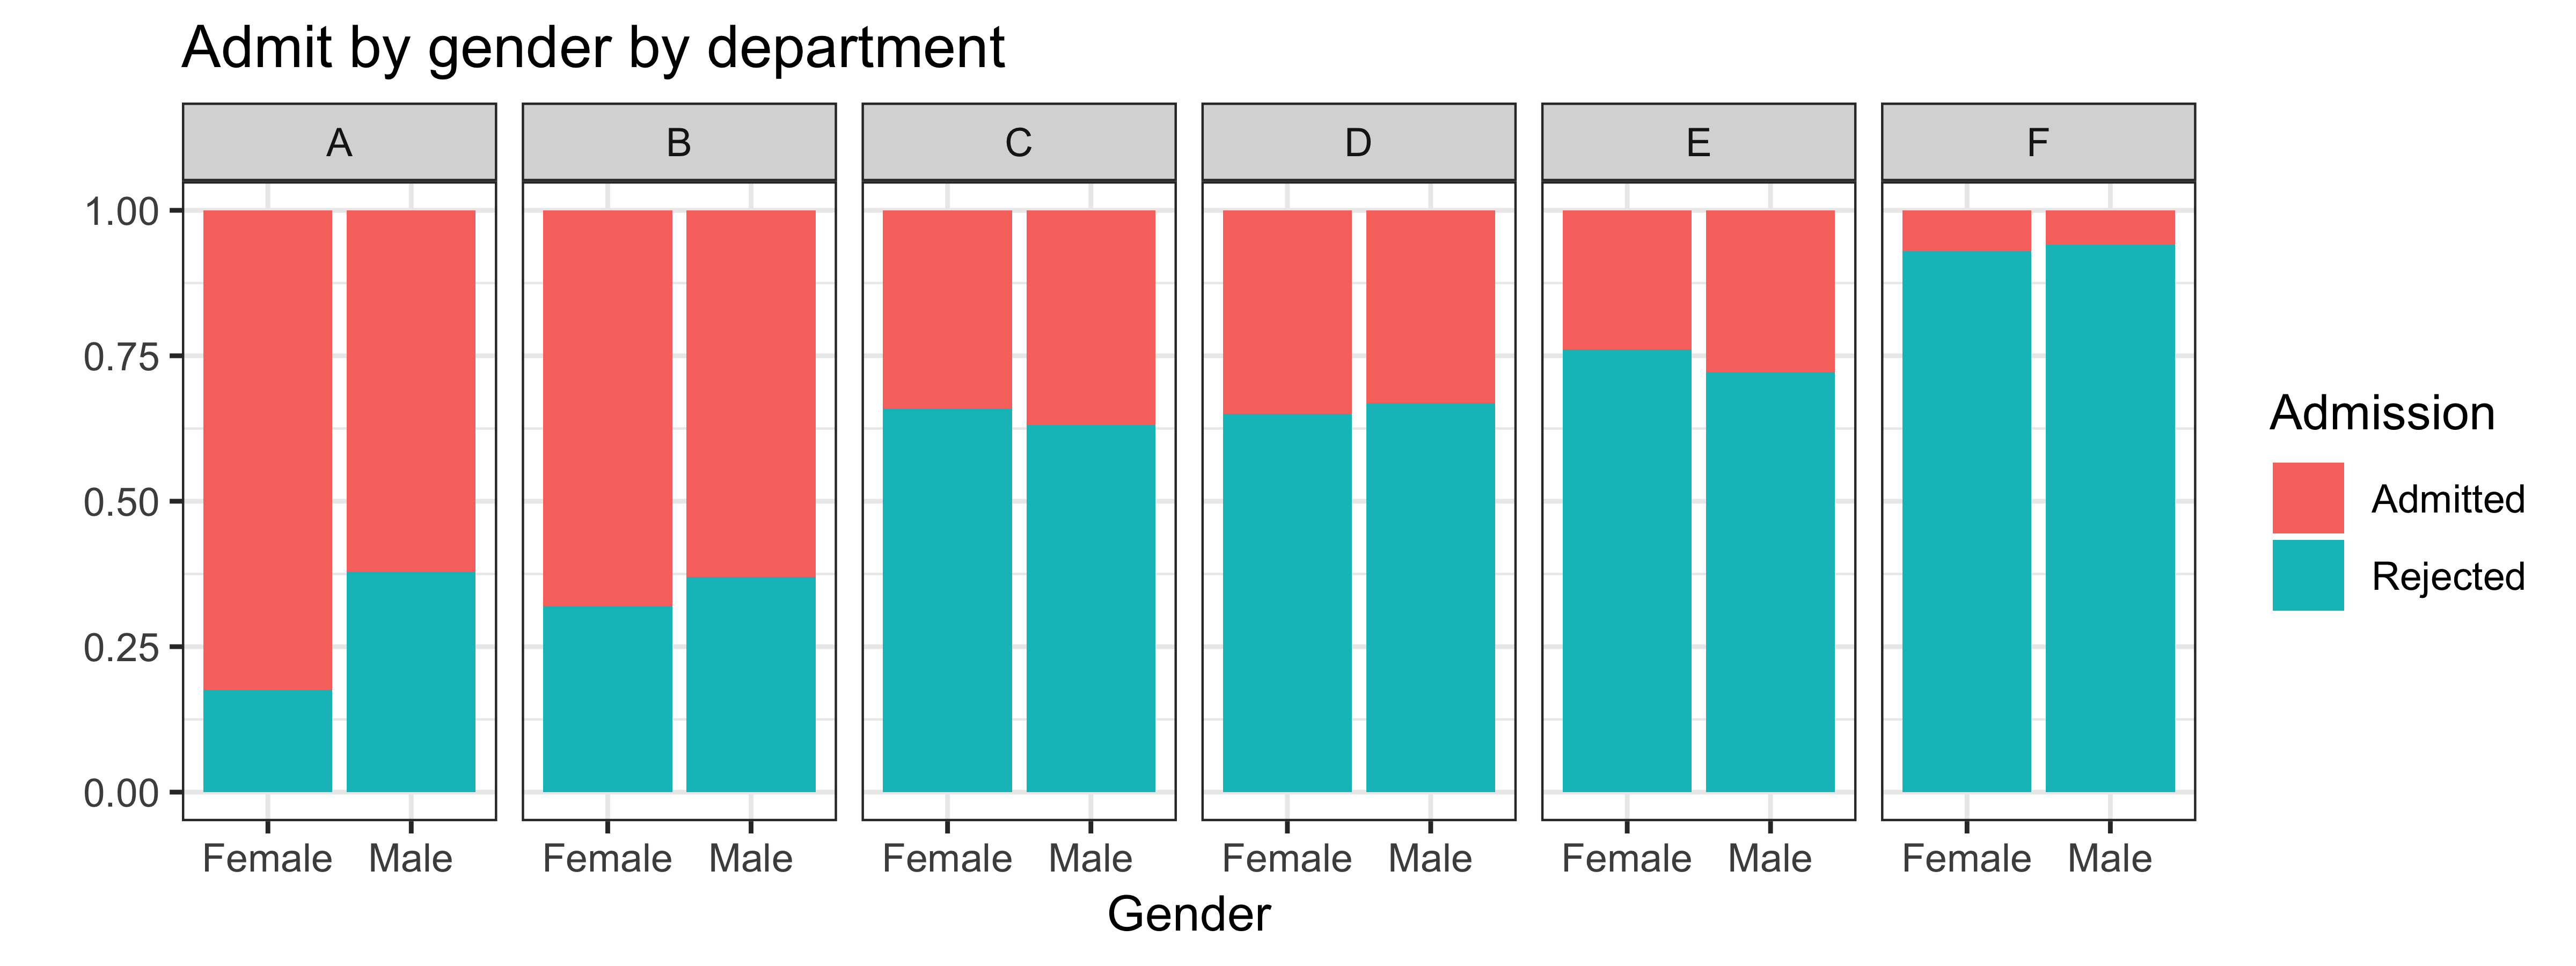 Admit by gender by department
A B C D E F
1.00
0.75
0.50
0.25
0.00
Female Male Female Male Female Male Female Male Female Male Female Male
Gender
Admission
Admitted
Rejected